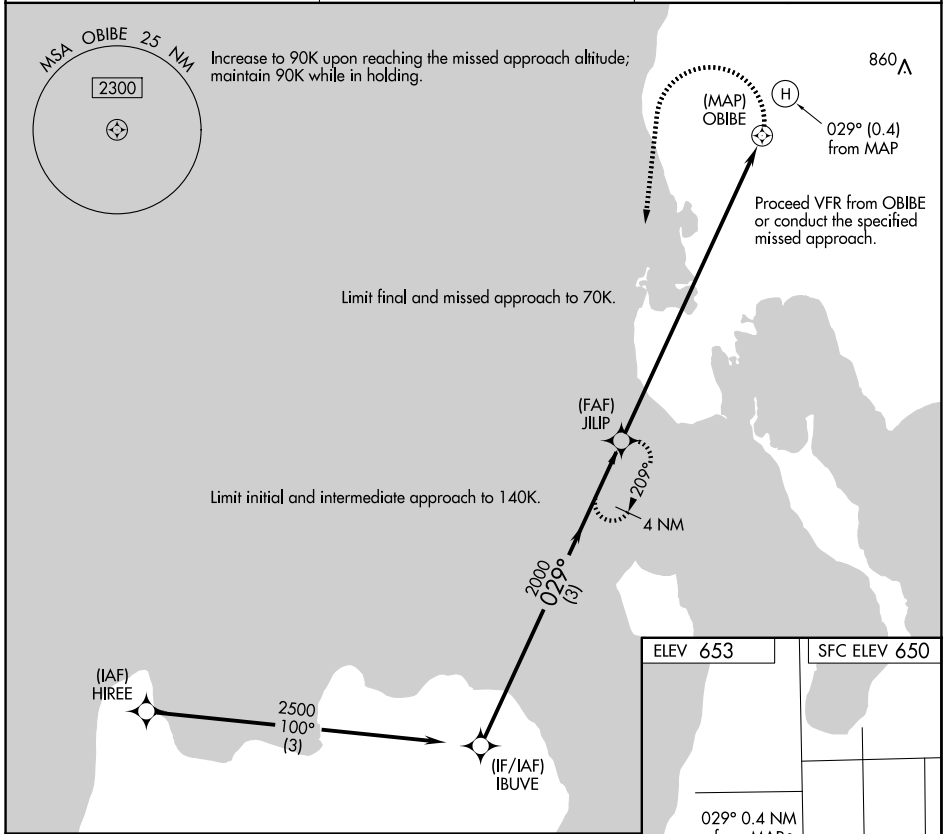 MSA OBIBE 25 NM
2300
Increase to 90K upon reaching the missed approach altitude;
maintain 90K while in holding.
860
(MAP)
OBIBE
H
029° (0.4)
from MAP
Proceed VFR from OBIBE
or conduct the specified
missed approach.
Limit final and missed approach to 70K.
(FAF)
JILIP
209°
4 NM
Limit initial and intermediate approach to 140K.
2000
029°
(3)
(IAF)
HIREE
2500
100°
(3)
(IF/IAF)
IBUVE
ELEV 653
SFC ELEV 650
029° 0.4 NM
from MAP